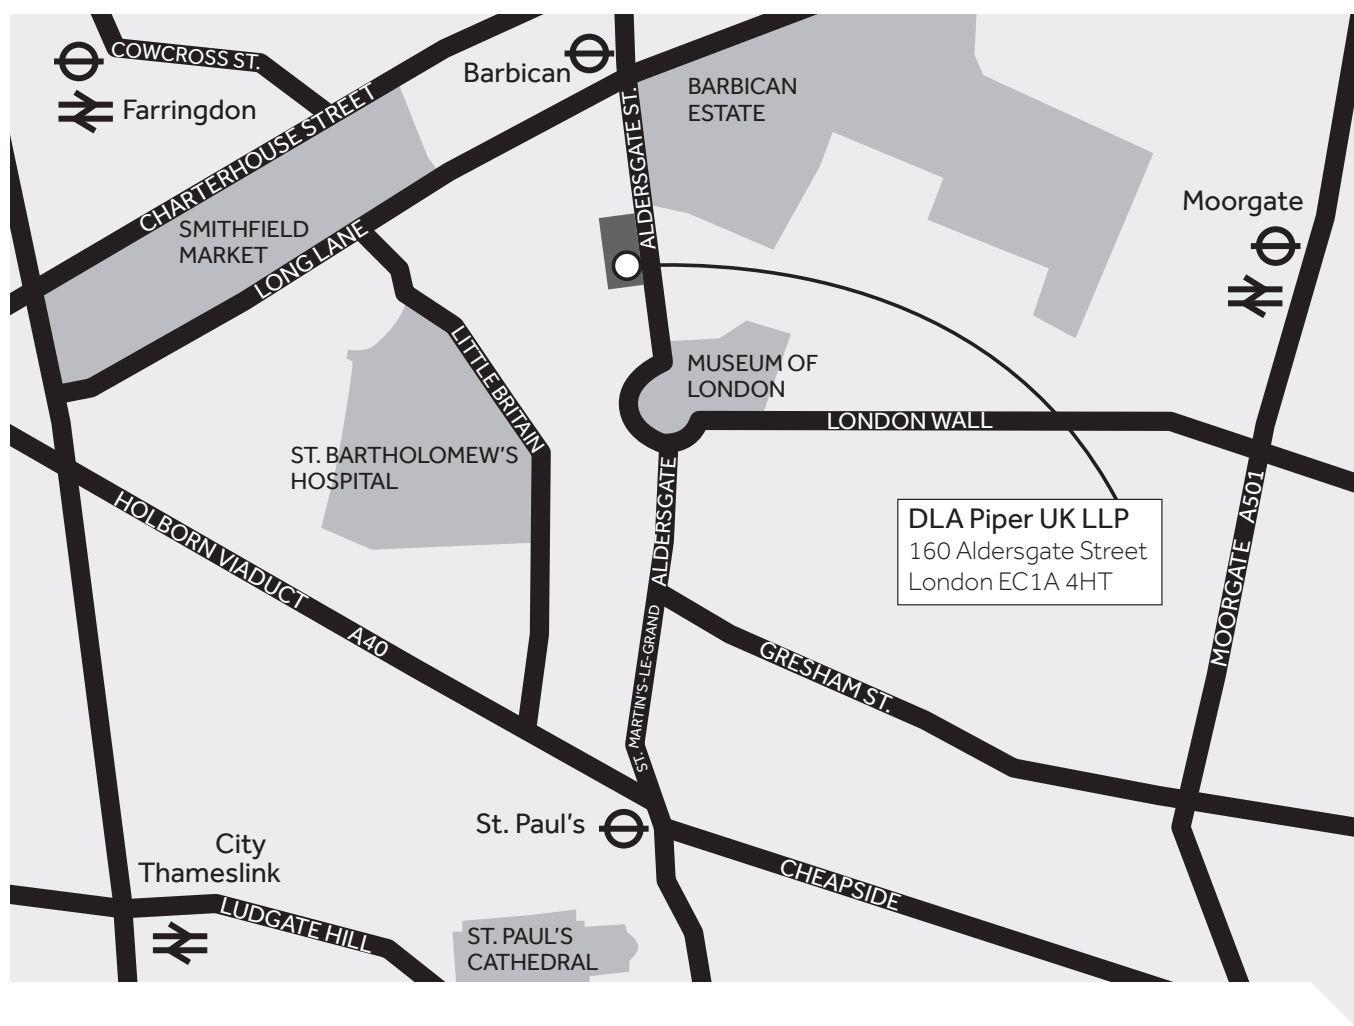 COWCROSS ST.
Farringdon
Barbican
BARBICAN
ESTATE
CHARTERHOUSE STREET
ALDERSGATE ST.
Moorgate
SMITHFIELD
MARKET
LONG LANE
LITTLE BRITAIN
MUSEUM OF
LONDON
LONDON WALL
ST. BARTHOLOMEW'S
HOSPITAL
HOLBORN VIADUCT
A40
ALDERSGATE
DLA Piper UK LLP
160 Aldersgate Street
London EC1A 4HT
MOORGATE A501
ST. MARTIN'S-LE-GRAND
GRESHAM ST.
St. Paul's
City
Thameslink
CHEAPSIDE
LUDGATE HILL
ST. PAUL'S
CATHEDRAL